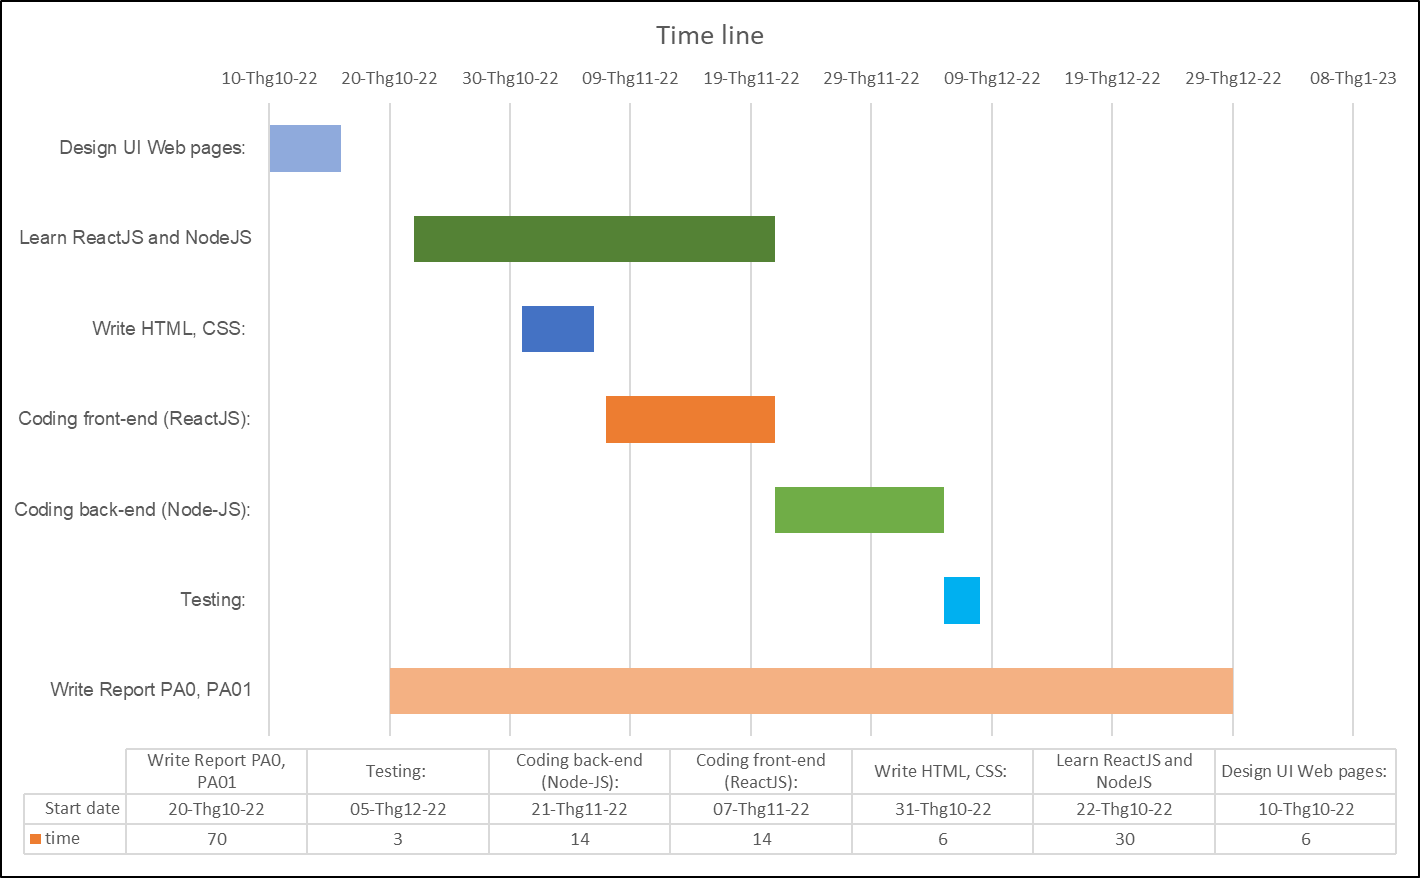 Time line
10-Thg10-22 20-Thg10-22 30-Thg10-22 09-Thg11-22 19-Thg11-22 29-Thg11-22 09-Thg12-22 19-Thg12-22 29-Thg12-22 08-Thg1-23
Design UI Web pages:
Learn ReactJS and NodeJS
Write HTML, CSS:
Coding front-end (ReactJS):
Coding back-end (Node-JS):
Testing:
Write Report PA0, PA01
Write Report PA0,
PA01
Testing:
Coding back-end
(Node-JS):
Coding front-end
(ReactJS):
Write HTML, CSS:
Learn ReactJS and
NodeJS
Design UI Web pages:
Start date 20-Thg10-22 05-Thg12-22 21-Thg11-22 07-Thg11-22 31-Thg10-22 22-Thg10-22 10-Thg10-22
time 70 3 14 14 6 30 6